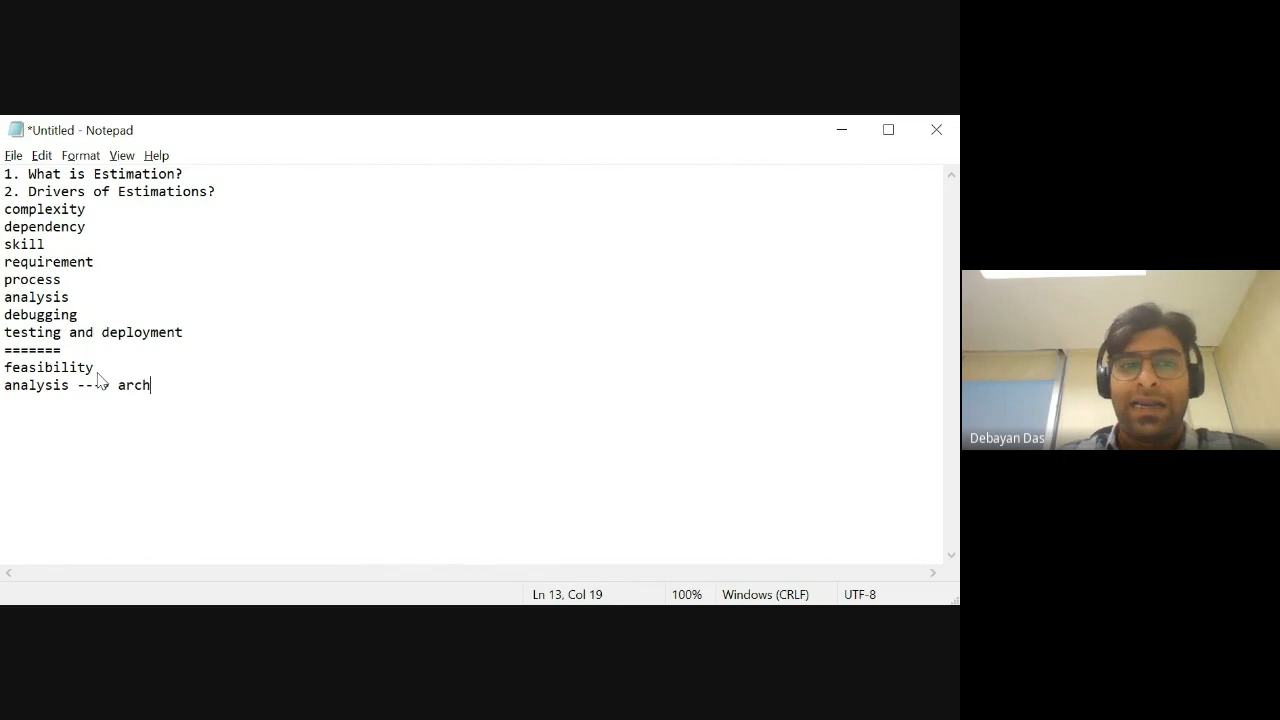 *Untitled - Notepad
File Edit Format View Help
1. What is Estimation?
2. Drivers of Estimations?
complexity
dependency
skill
requirement
process
analysis
debugging
testing and deployment
=======
feasibility
analysis ---> arch
Debayan Das
Ln 13, Col 19 100% Windows (CRLF) UTF-8